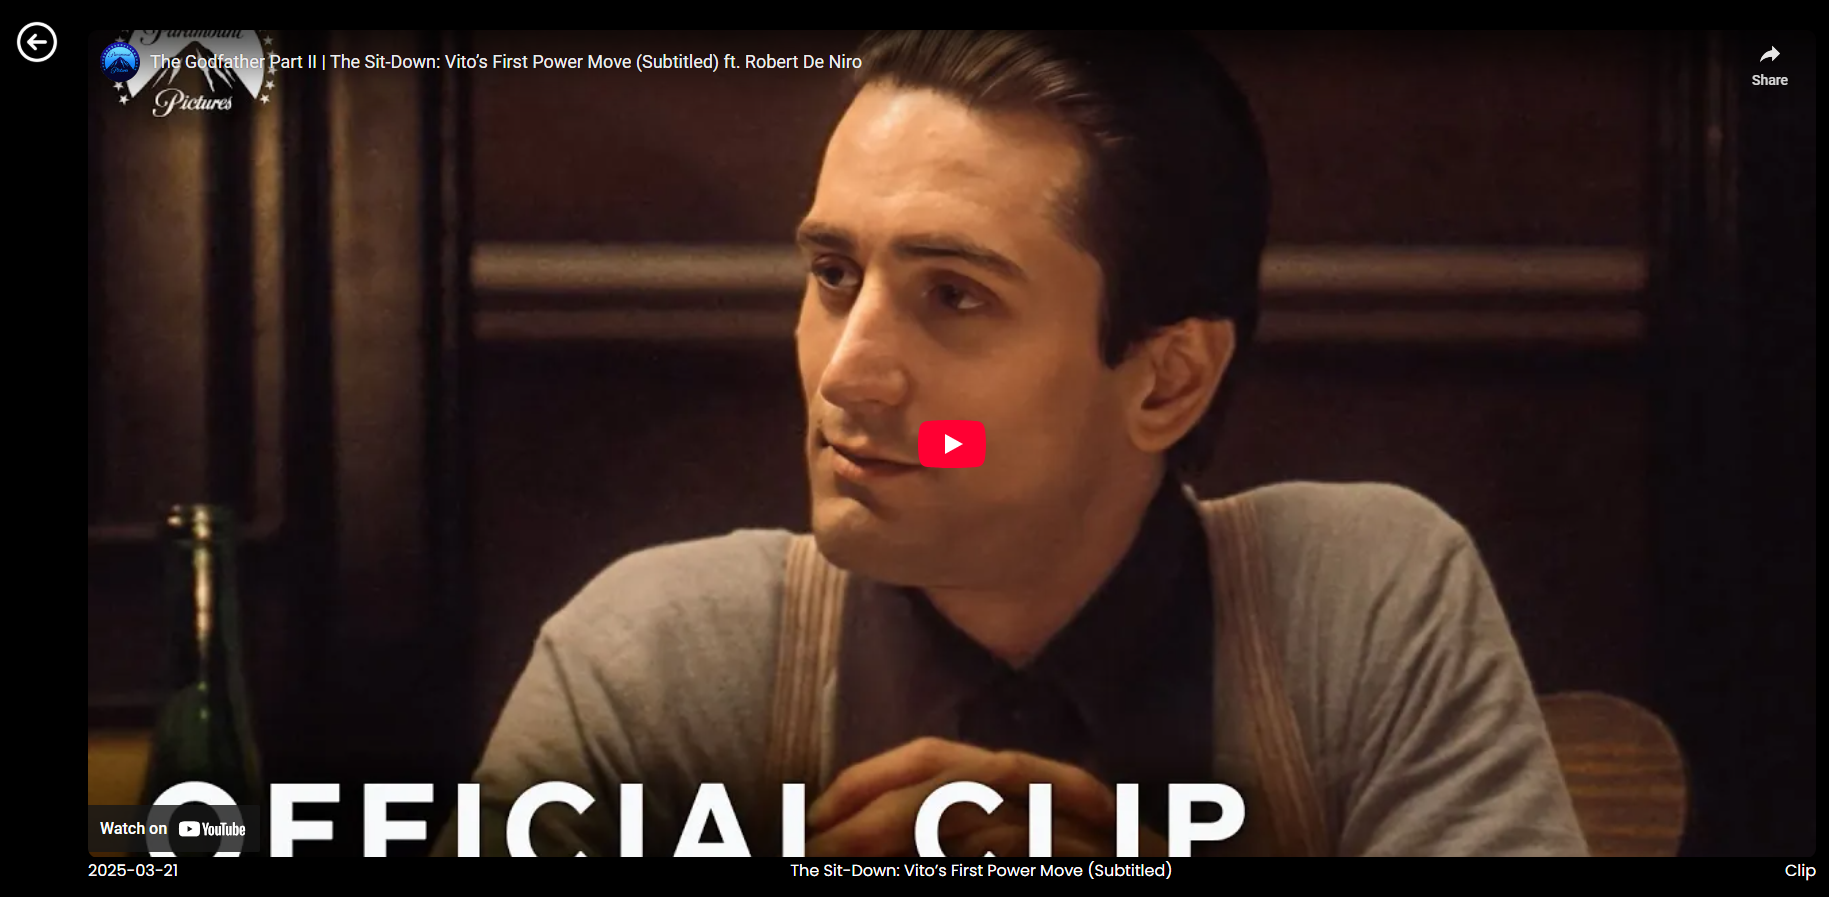 Paramount
Pictures
The Godfather Part II | The Sit-Down: Vito’s First Power Move (Subtitled) ft. Robert De Niro
Share
OFFICIAL CLIP
Watch on YouTube
2025-03-21
The Sit-Down: Vito’s First Power Move (Subtitled)
Clip